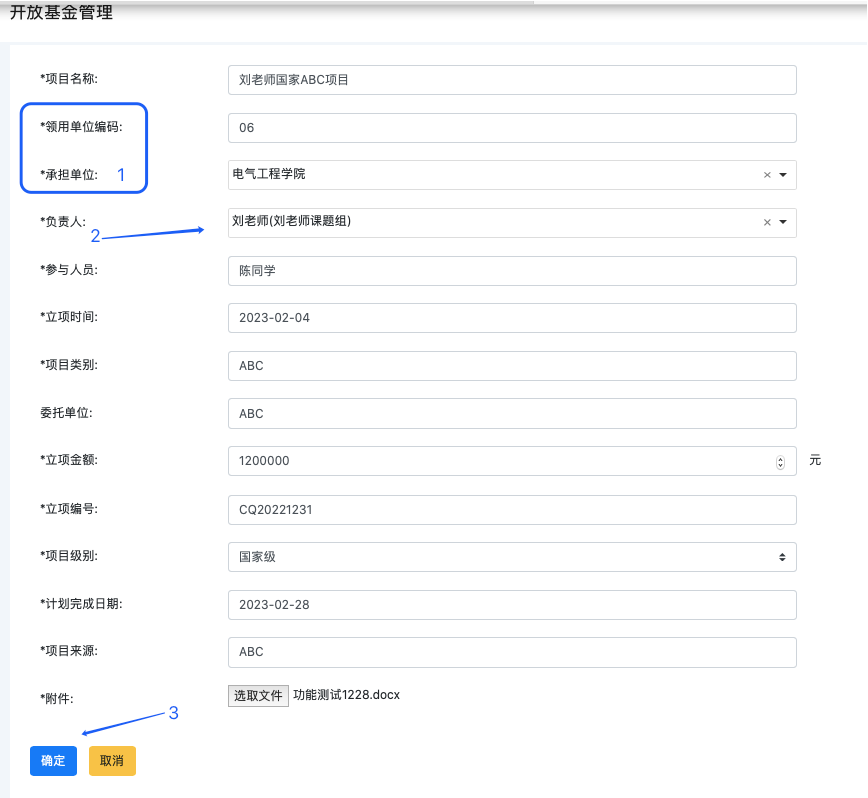 开放基金管理
*项目名称: 刘老师国家ABC项目
*领用单位编码: 06
*承担单位: 1 电气工程学院 ×
*负责人: 刘老师(刘老师课题组) ×
2
*参与人员: 陈同学
*立项时间: 2023-02-04
*项目类别: ABC
委托单位: ABC
*立项金额: 1200000 元
*立项编号: CQ20221231
*项目级别: 国家级
*计划完成日期: 2023-02-28
*项目来源: ABC
*附件: 选取文件 功能测试1228.docx
3
确定 取消